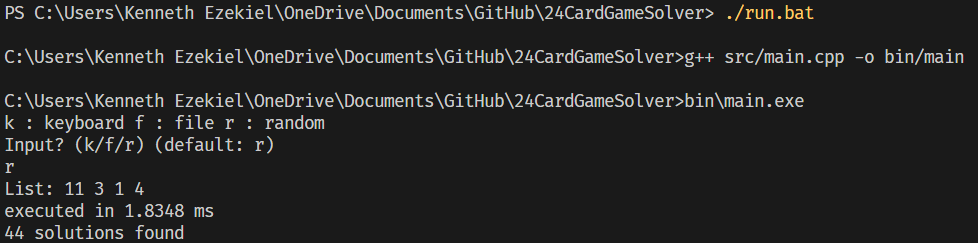 PS C:\Users\Kenneth Ezekiel\OneDrive\Documents\GitHub\24CardGameSolver> ./run.bat
C:\Users\Kenneth Ezekiel\OneDrive\Documents\GitHub\24CardGameSolver>g++ src/main.cpp -o bin/main
C:\Users\Kenneth Ezekiel\OneDrive\Documents\GitHub\24CardGameSolver>bin\main.exe
k : keyboard f : file r : random
Input? (k/f/r) (default: r)
r
List: 11 3 1 4
executed in 1.8348 ms
44 solutions found